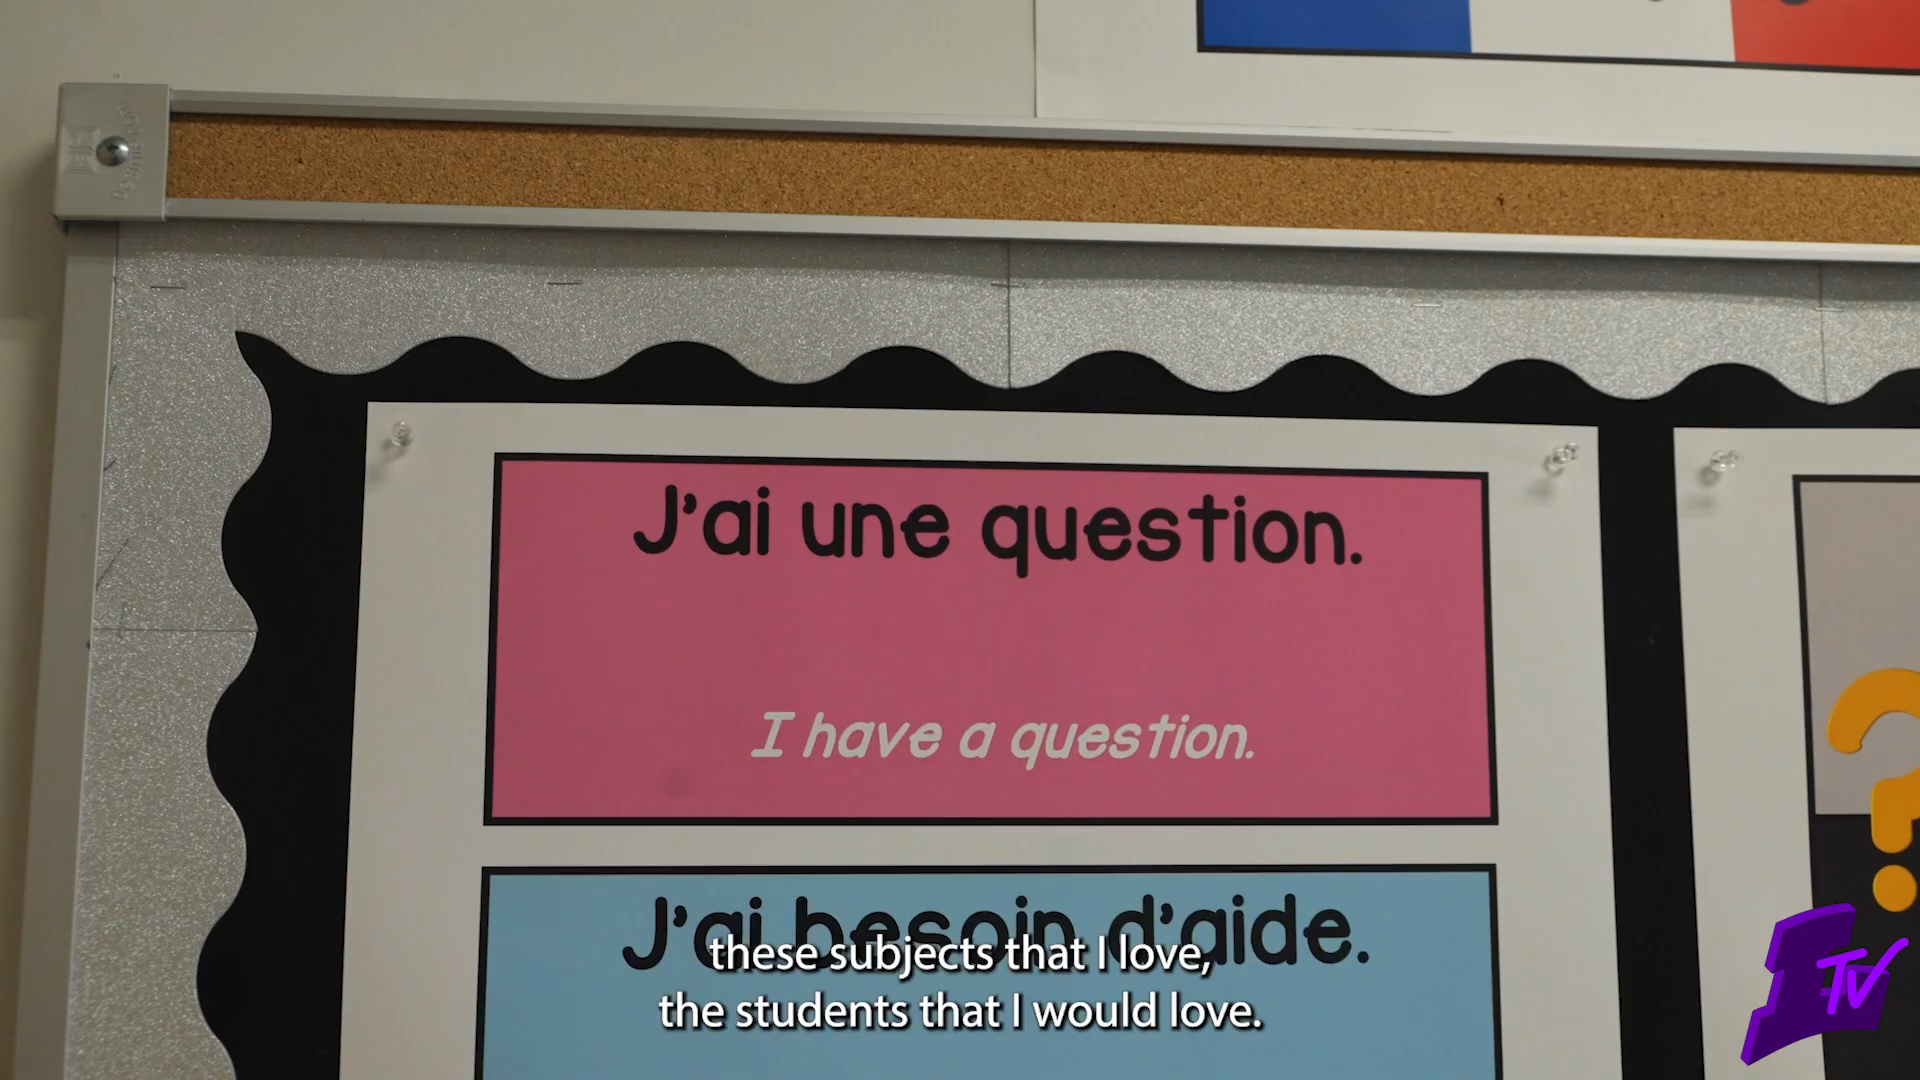 J'ai une question.
I have a question.
J'ai besoin d'aide.
these subjects that I love,
the students that I would love.
?
TV